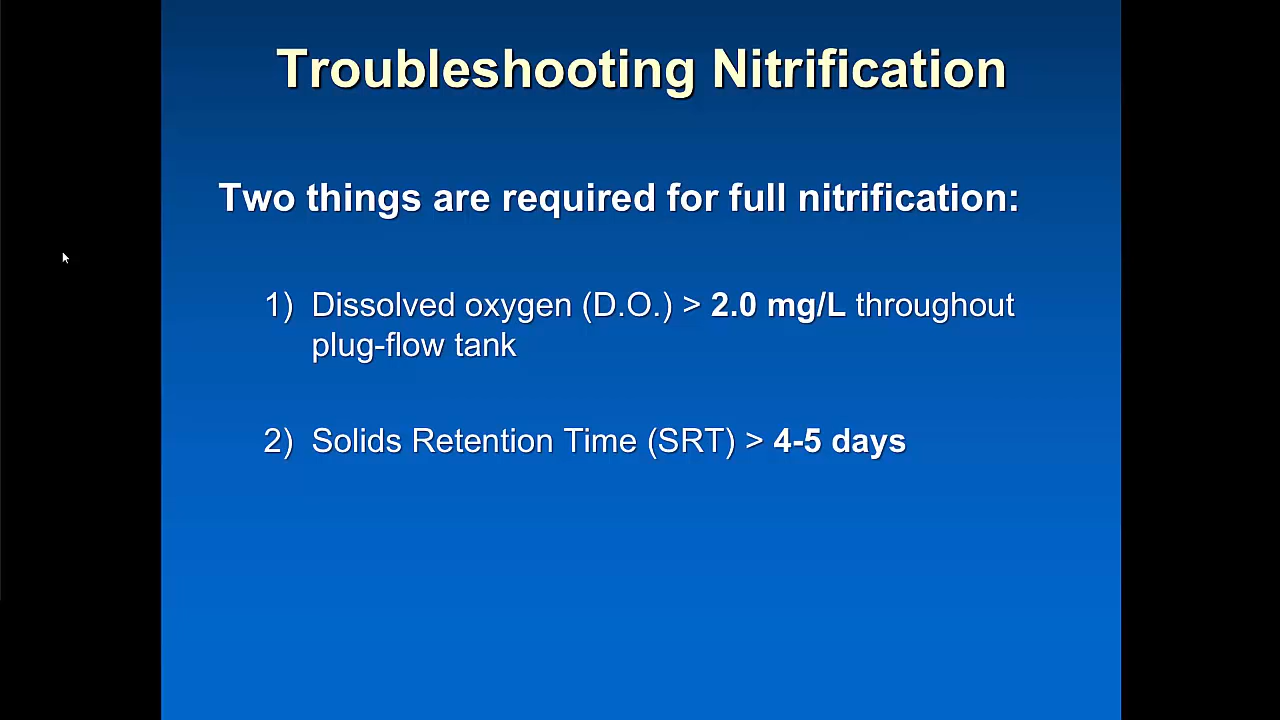 Troubleshooting Nitrification
Two things are required for full nitrification:
1) Dissolved oxygen (D.O.) > 2.0 mg/L throughout
plug-flow tank
2) Solids Retention Time (SRT) > 4-5 days